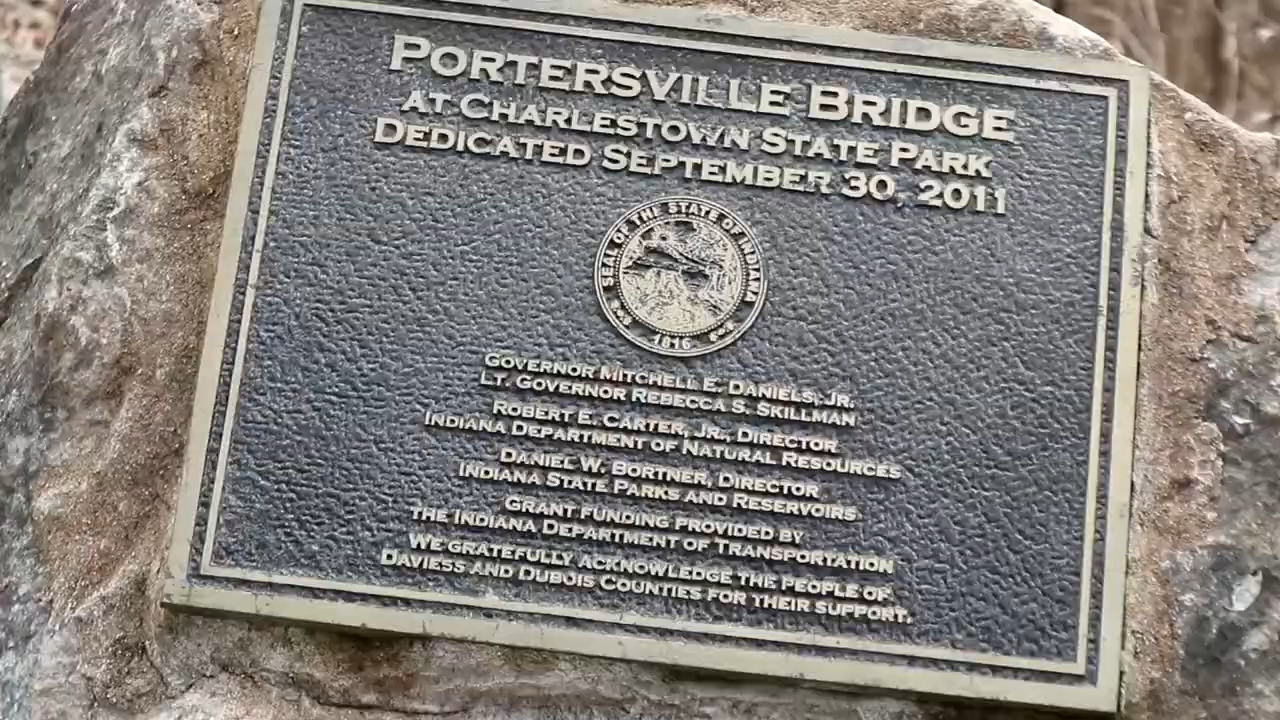 PORTERSVILLE BRIDGE
AT CHARLESTOWN STATE PARK
DEDICATED SEPTEMBER 30, 2011
SEAL OF THE STATE OF INDIANA
1816
GOVERNOR MITCHELL E. DANIELS, JR.
LT. GOVERNOR REBECCA S. SKILLMAN
ROBERT E. CARTER, JR., DIRECTOR
INDIANA DEPARTMENT OF NATURAL RESOURCES
DANIEL W. BORTNER, DIRECTOR
INDIANA STATE PARKS AND RESERVOIRS
GRANT FUNDING PROVIDED BY
THE INDIANA DEPARTMENT OF TRANSPORTATION
WE GRATEFULLY ACKNOWLEDGE THE PEOPLE OF
DAVIESS AND DUBOIS COUNTIES FOR THEIR SUPPORT.